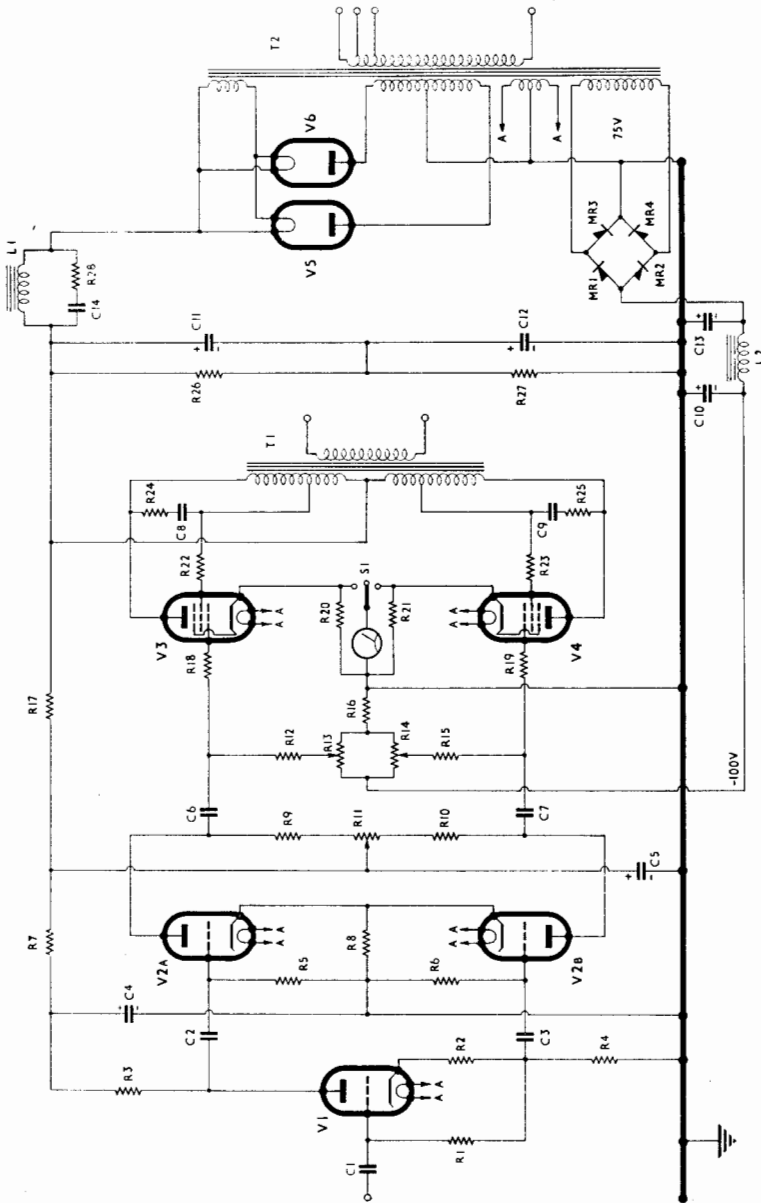 L1
C14
R28
T2
R7
R17
C4
R3
C2
V2A
R5
R8
R6
V2B
C6
R9
R11
R10
C7
C5
R12
R13
R16
R14
R15
V3
R18
R22
R24
C8
R20
S1
R21
V4
R19
R23
C9
R25
T1
R26
C11
R27
C12
V5
V6
A
A
75V
MR1
MR3
MR2
MR4
A
A
A
A
A
A
A
A
V1
A
A
C1
R1
R2
C3
R4
-100V
C10
C13
L2